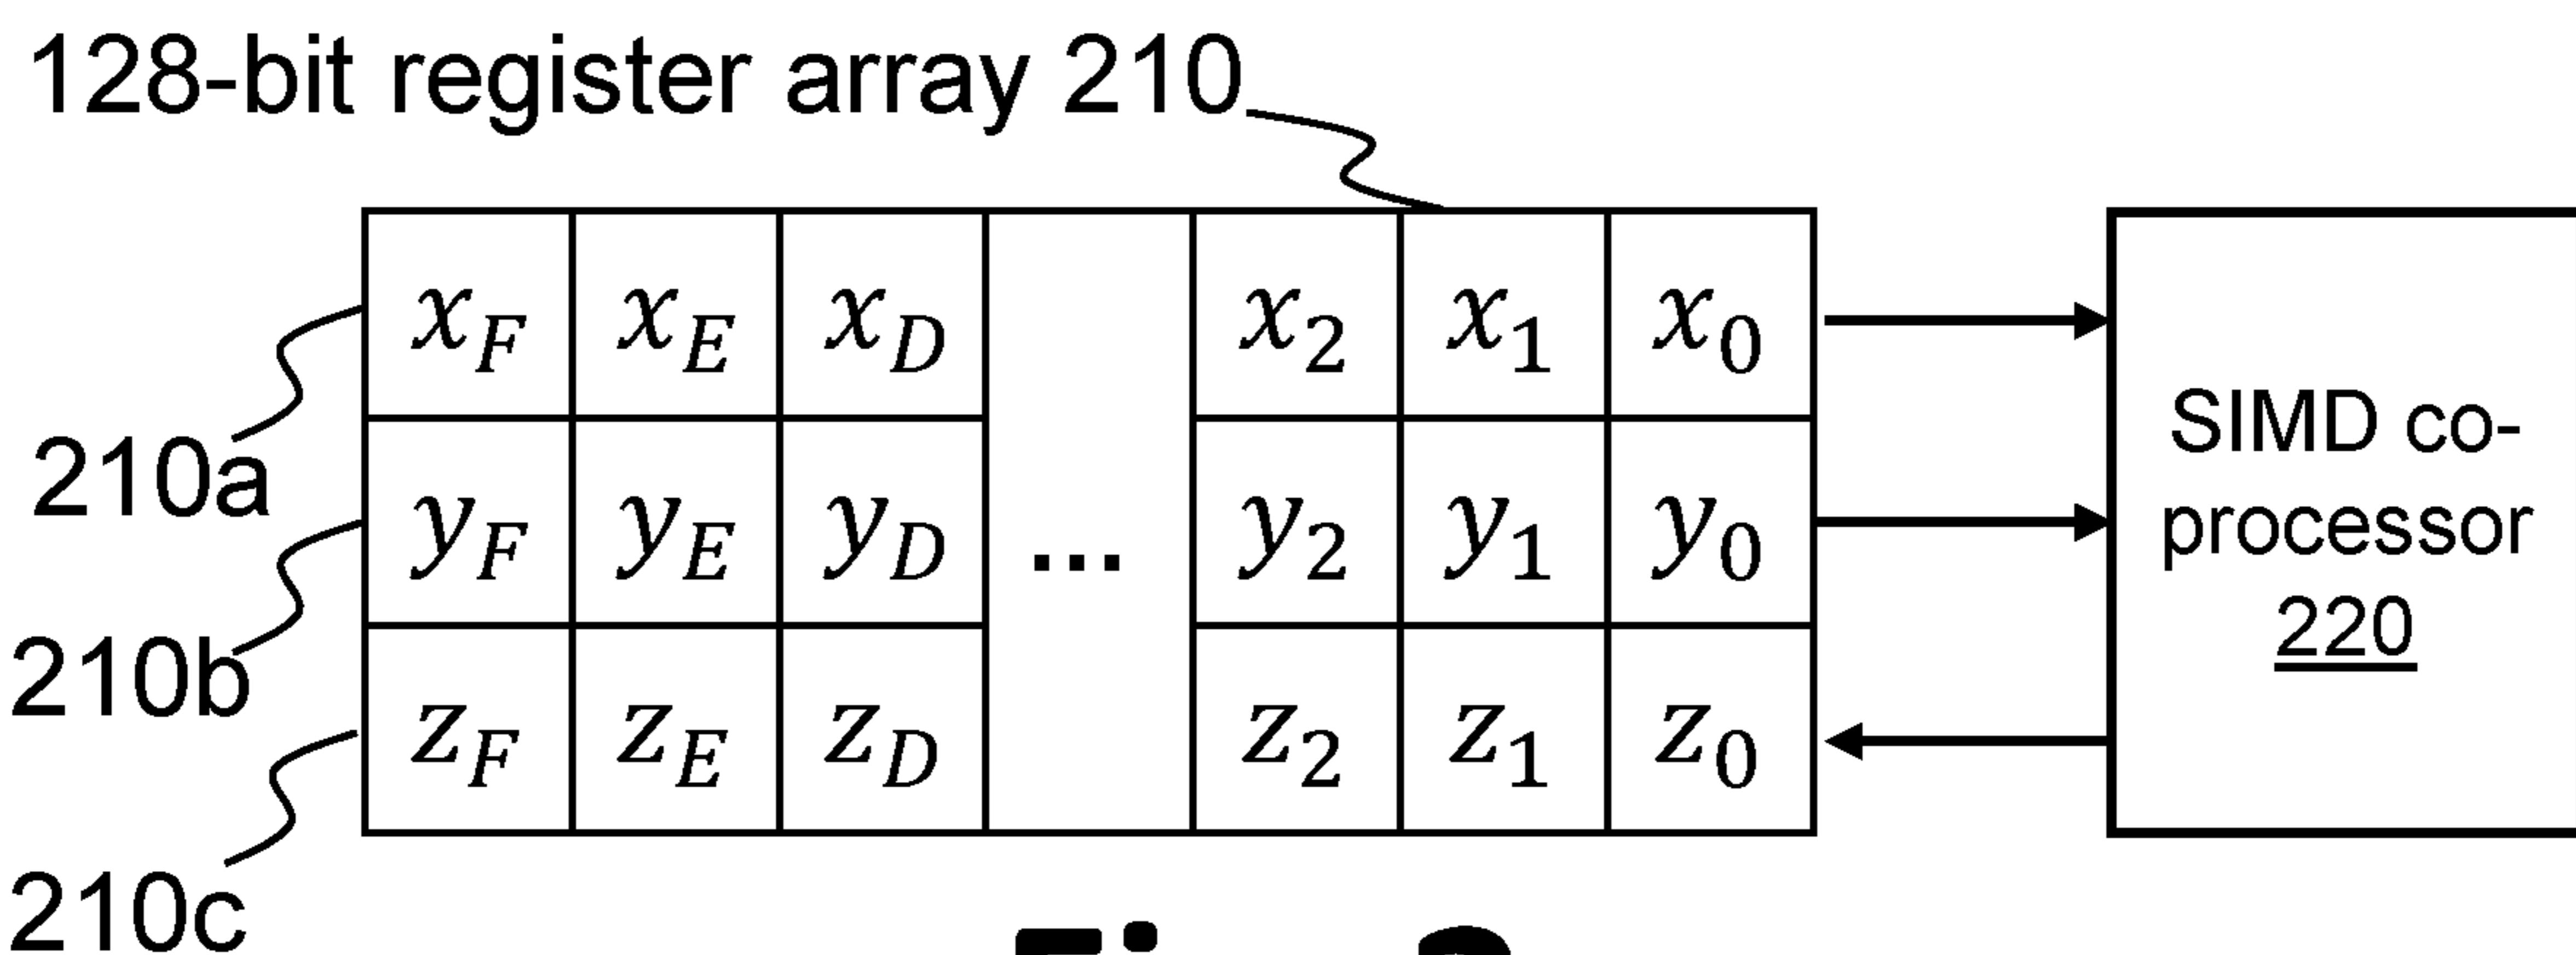 128-bit register array 210
x_F x_E x_D x_2 x_1 x_0
210a
y_F y_E y_D ... y_2 y_1 y_0
210b
z_F z_E z_D z_2 z_1 z_0
210c
SIMD co-
processor
220